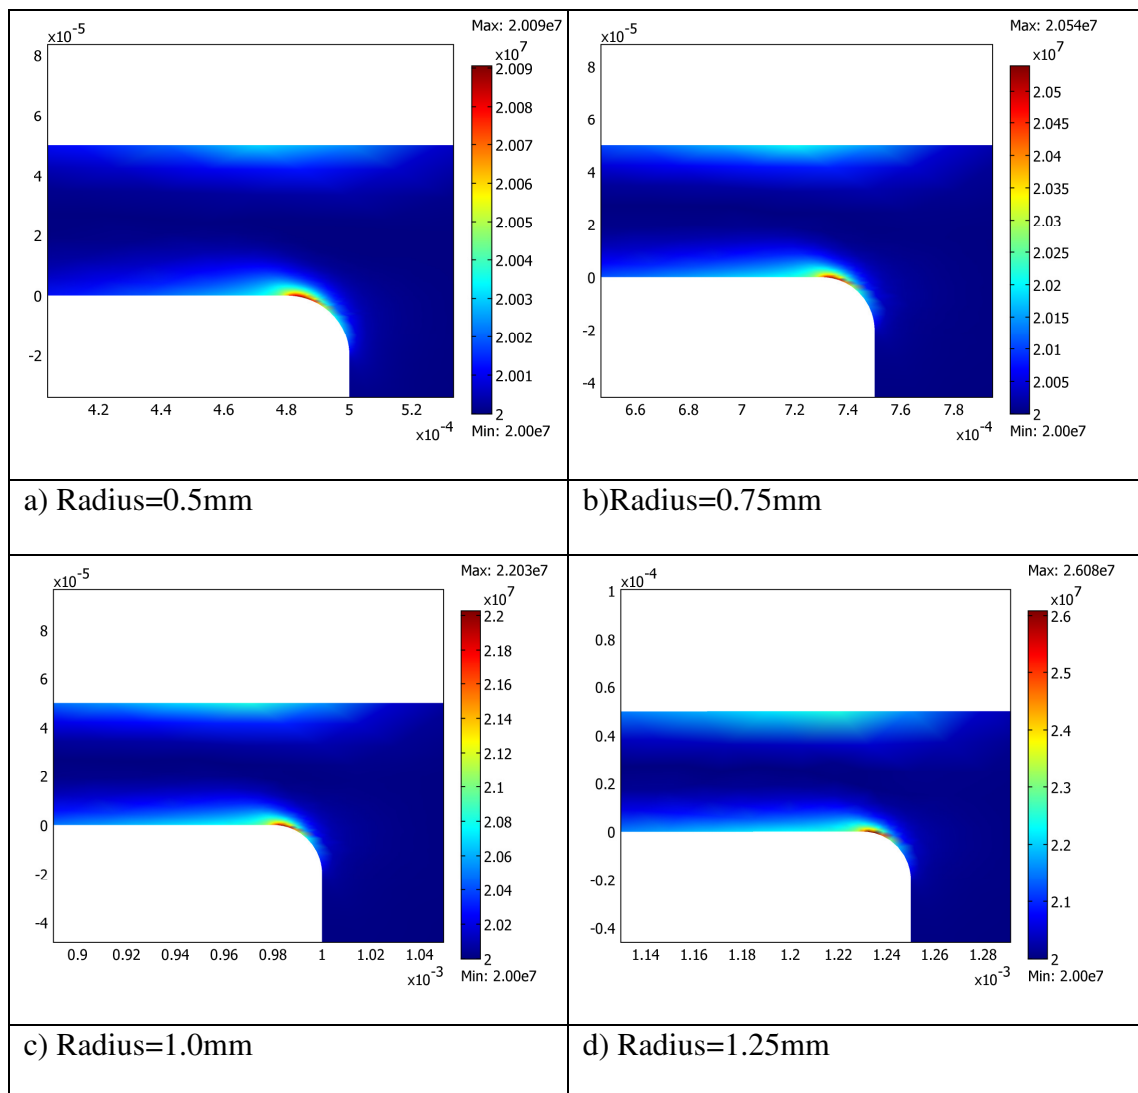 Max: 2.009e7
x10^-5
x10^7
8
6
4
2
0
-2
4.2 4.4 4.6 4.8 5 5.2
x10^-4
2.009
2.008
2.007
2.006
2.005
2.004
2.003
2.002
2.001
2
Min: 2.00e7
a) Radius=0.5mm
Max: 2.054e7
x10^-5
x10^7
8
6
4
2
0
-2
-4
6.6 6.8 7 7.2 7.4 7.6 7.8
x10^-4
2.05
2.045
2.04
2.035
2.03
2.025
2.02
2.015
2.01
2.005
2
Min: 2.00e7
b)Radius=0.75mm
Max: 2.203e7
x10^-5
x10^7
8
6
4
2
0
-2
-4
0.9 0.92 0.94 0.96 0.98 1 1.02 1.04
x10^-3
2.2
2.18
2.16
2.14
2.12
2.1
2.08
2.06
2.04
2.02
2
Min: 2.00e7
c) Radius=1.0mm
Max: 2.608e7
x10^-4
x10^7
1
0.8
0.6
0.4
0.2
0
-0.2
-0.4
1.14 1.16 1.18 1.2 1.22 1.24 1.26 1.28
x10^-3
2.6
2.5
2.4
2.3
2.2
2.1
2
Min: 2.00e7
d) Radius=1.25mm